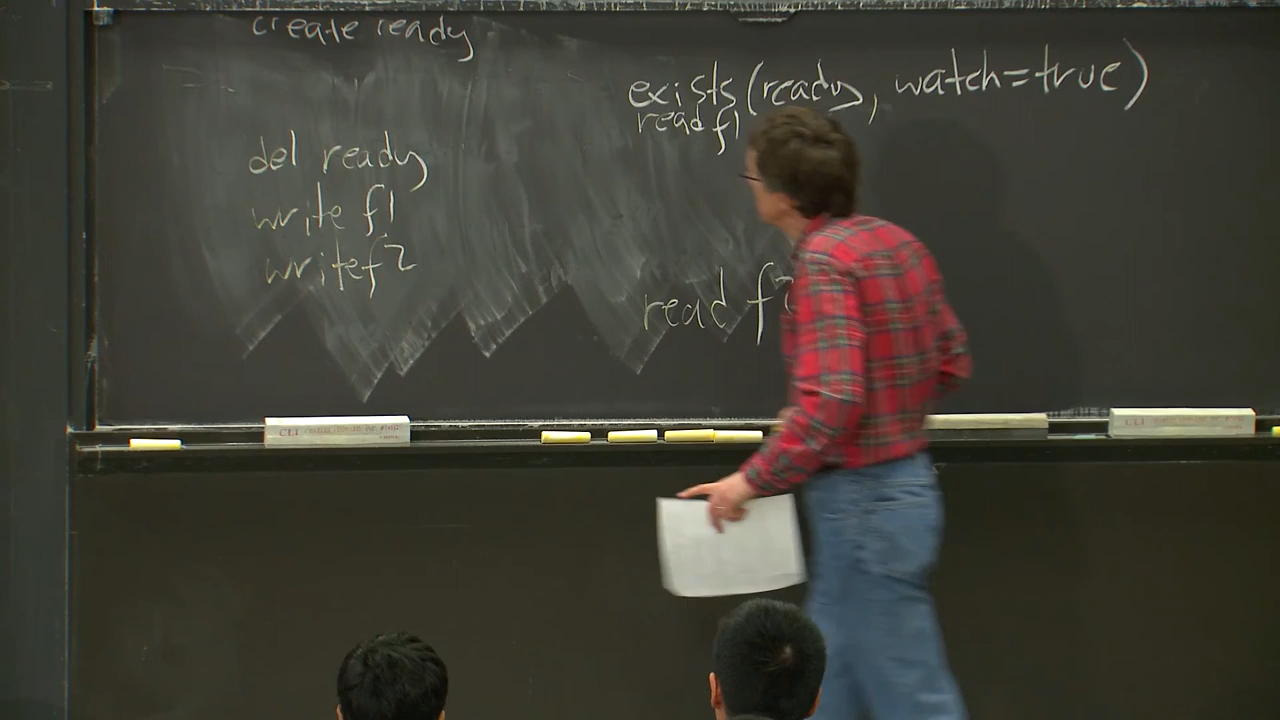 create ready
exists(ready, watch=true)
read f1
del ready
write f1
write f2
read f2